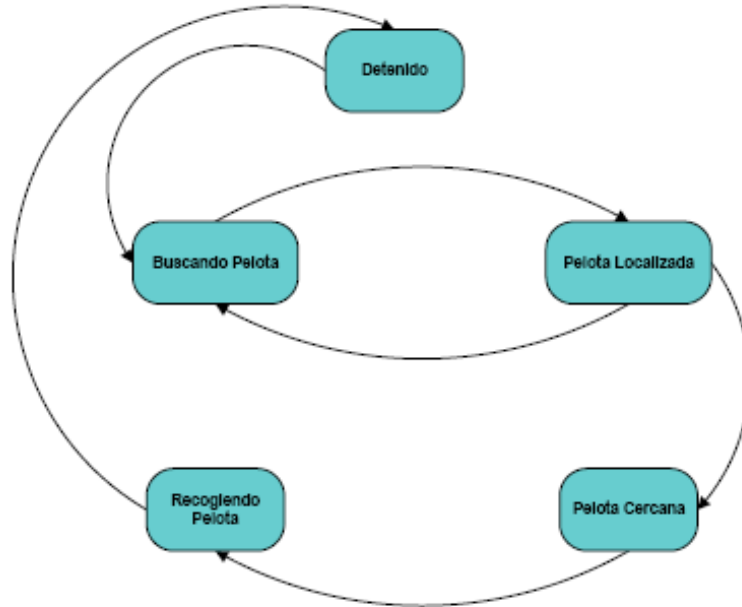 Detenido
Buscando Pelota
Pelota Localizada
Recogiendo
Pelota
Pelota Cercana